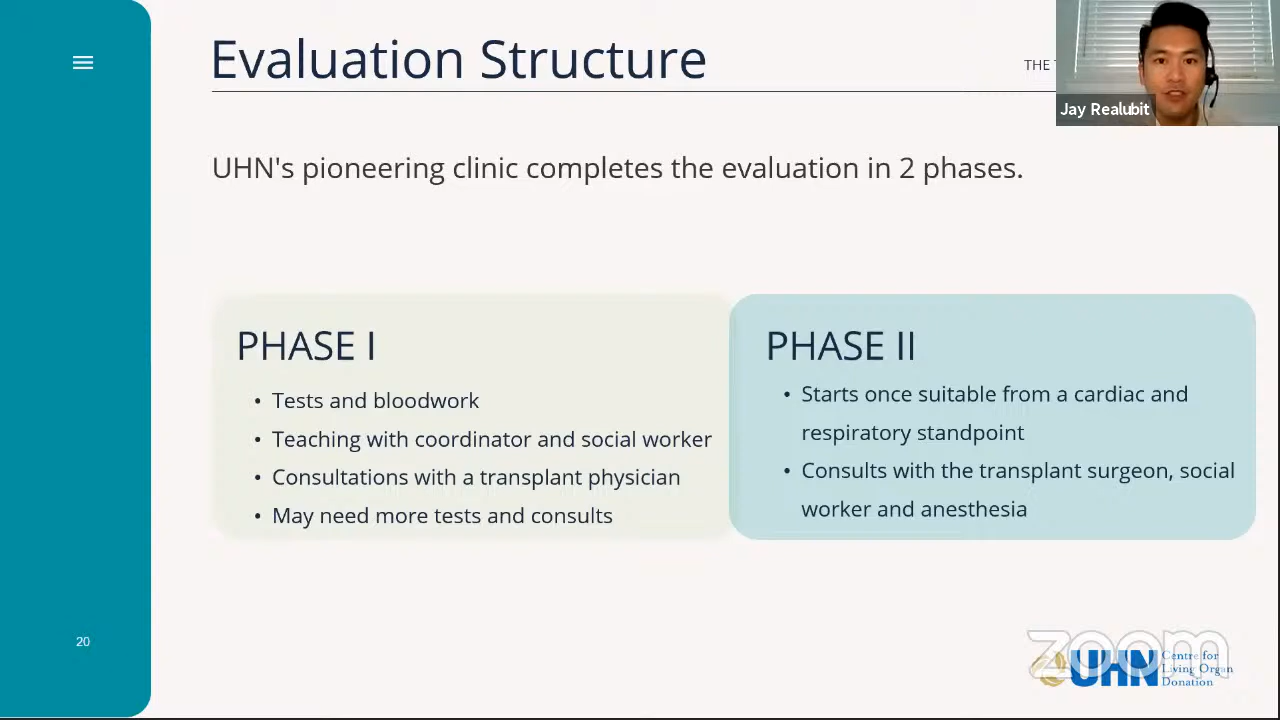 Evaluation Structure
THE
Jay Realubit
UHN's pioneering clinic completes the evaluation in 2 phases.
PHASE I
• Tests and bloodwork
• Teaching with coordinator and social worker
• Consultations with a transplant physician
• May need more tests and consults
PHASE II
• Starts once suitable from a cardiac and
respiratory standpoint
• Consults with the transplant surgeon, social
worker and anesthesia
20
zoom
UHN
Centre for
Living Organ
Donation